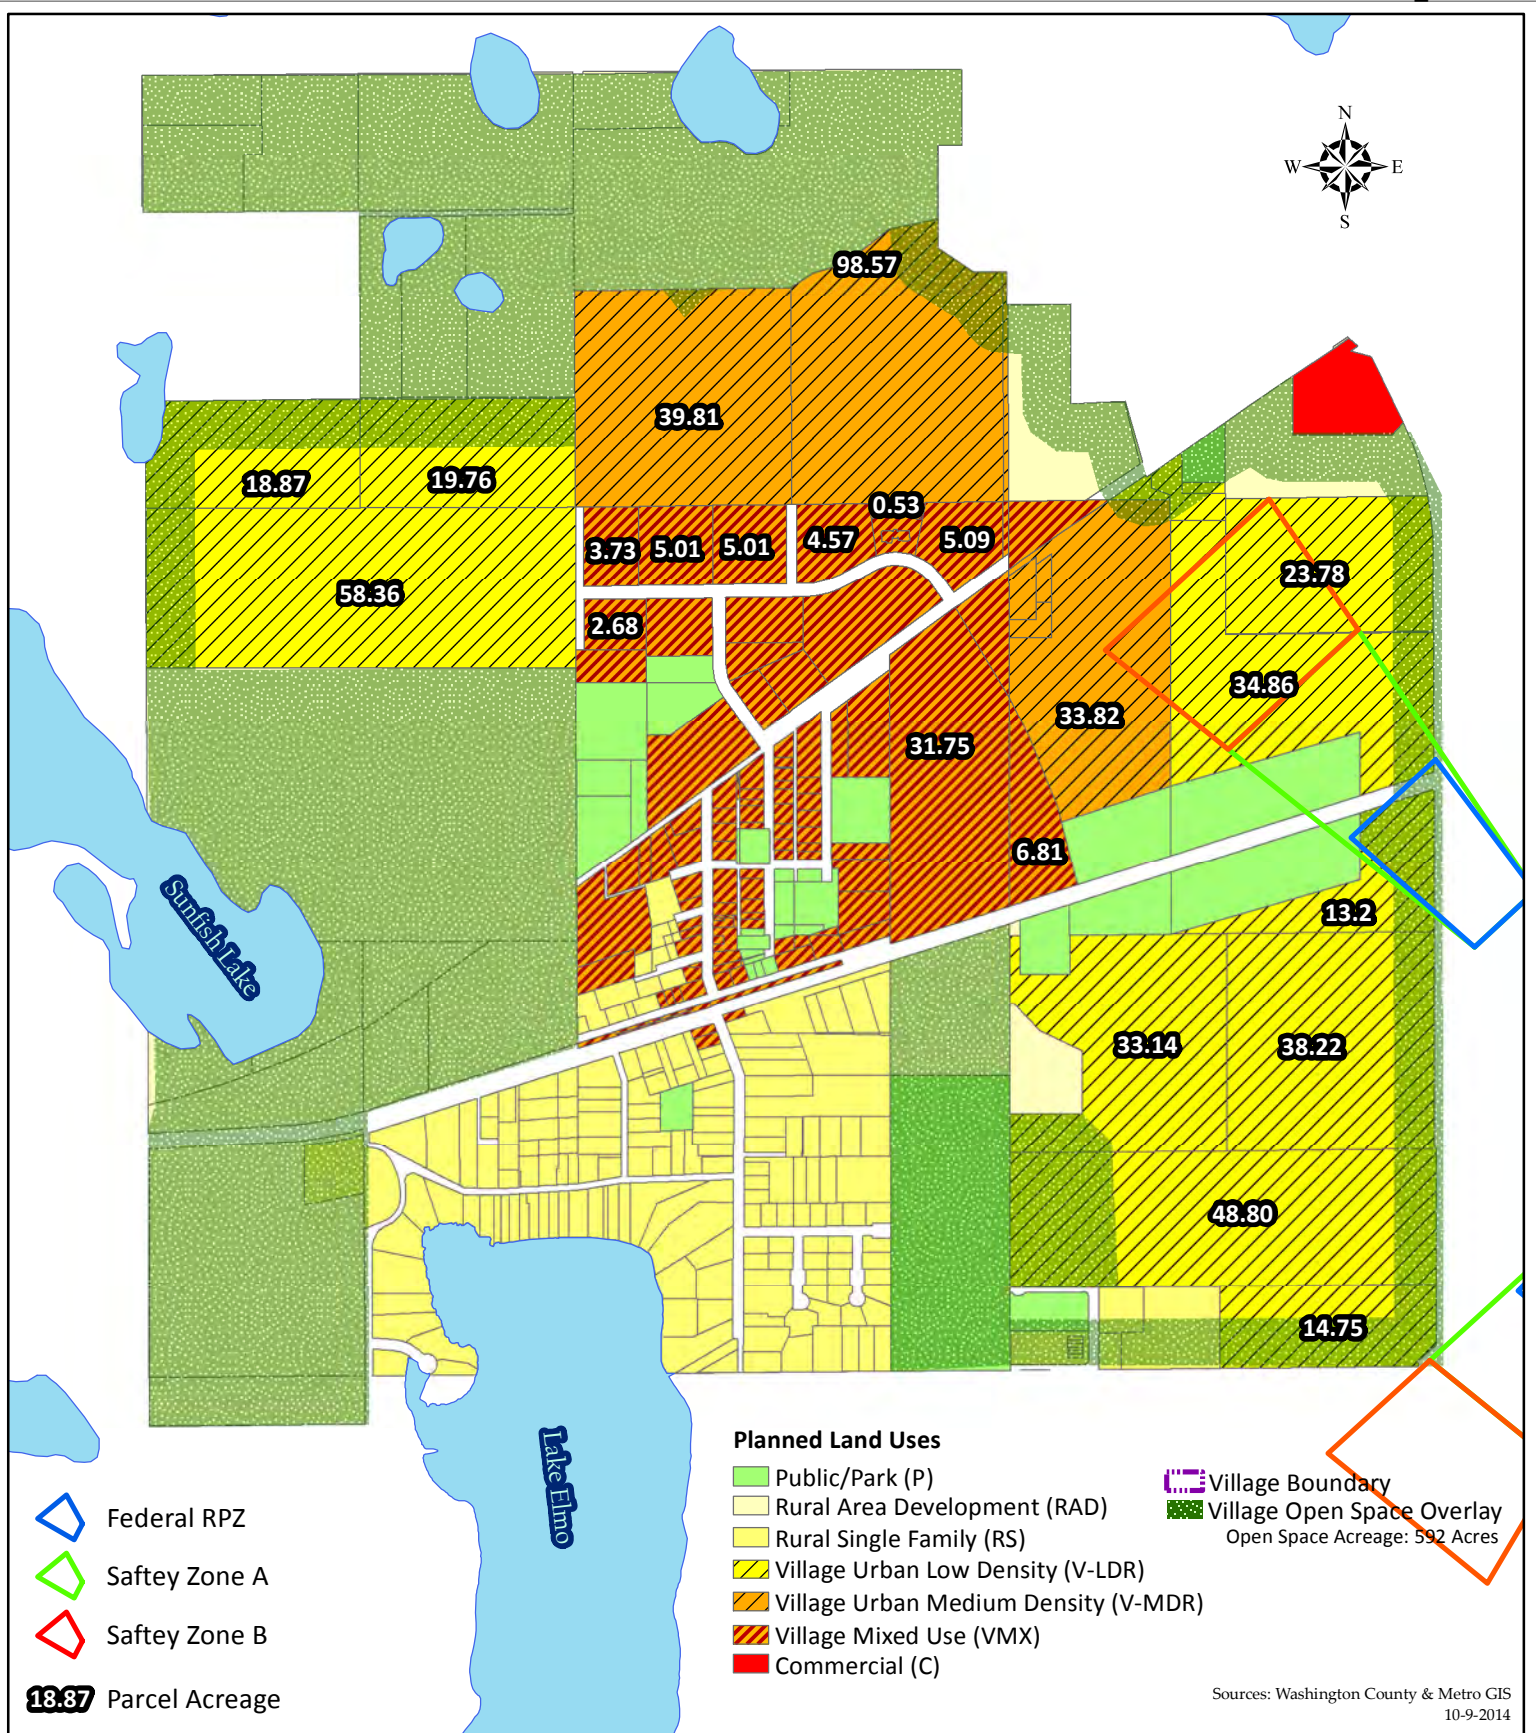 N
W E
S
98.57
39.81
18.87
19.76
0.53
3.73
5.01
5.01
4.57
5.09
58.36
23.78
2.68
34.86
33.82
31.75
6.81
13.2
Sunfish Lake
33.14
38.22
48.80
14.75
Lake Elmo
Planned Land Uses
Public/Park (P)
Rural Area Development (RAD)
Rural Single Family (RS)
Village Urban Low Density (V-LDR)
Village Urban Medium Density (V-MDR)
Village Mixed Use (VMX)
Commercial (C)
Village Boundary
Village Open Space Overlay
Open Space Acreage: 592 Acres
Federal RPZ
Saftey Zone A
Saftey Zone B
18.87 Parcel Acreage
Sources: Washington County & Metro GIS
10-9-2014